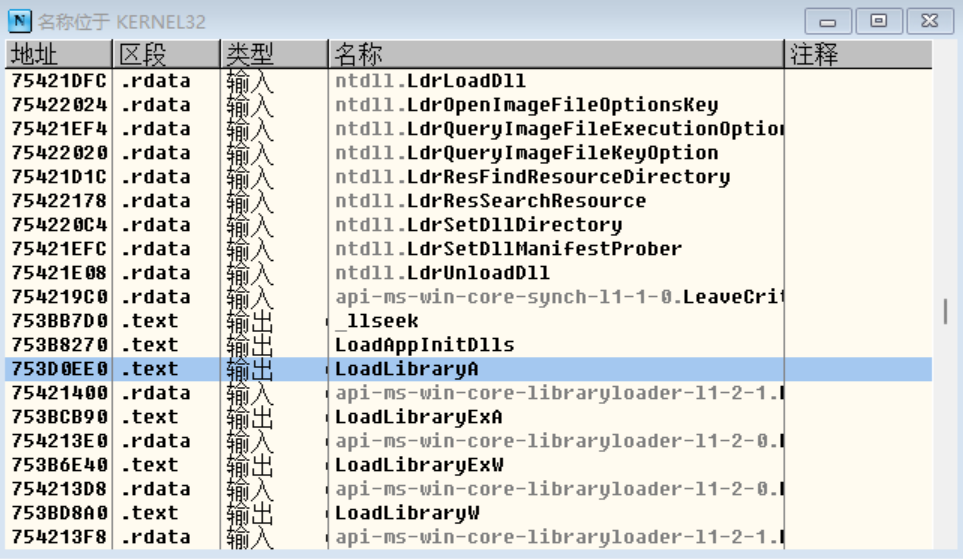 N 名称位于 KERNEL32
地址 区段 类型 名称 注释
75421DFC .rdata 输入 ntdll.LdrLoadDll
75422024 .rdata 输入 ntdll.LdrOpenImageFileOptionsKey
75421EF4 .rdata 输入 ntdll.LdrQueryImageFileExecutionOption
75422020 .rdata 输入 ntdll.LdrQueryImageFileKeyOption
75421D1C .rdata 输入 ntdll.LdrResFindResourceDirectory
75422178 .rdata 输入 ntdll.LdrResSearchResource
754220C4 .rdata 输入 ntdll.LdrSetDllDirectory
75421EFC .rdata 输入 ntdll.LdrSetDllManifestProber
75421E08 .rdata 输入 ntdll.LdrUnloadDll
754219C0 .rdata 输入 api-ms-win-core-synch-l1-1-0.LeaveCrit
753BB7D0 .text 输出 _llseek
753B8270 .text 输出 LoadAppInitDlls
753D0EE0 .text 输出 LoadLibraryA
75421400 .rdata 输入 api-ms-win-core-libraryloader-l1-2-1.
753BCB90 .text 输出 LoadLibraryExA
754213E0 .rdata 输入 api-ms-win-core-libraryloader-l1-2-0.
753B6E40 .text 输出 LoadLibraryExW
754213D8 .rdata 输入 api-ms-win-core-libraryloader-l1-2-0.
753BD8A0 .text 输出 LoadLibraryW
754213F8 .rdata 输入 api-ms-win-core-libraryloader-l1-2-1.